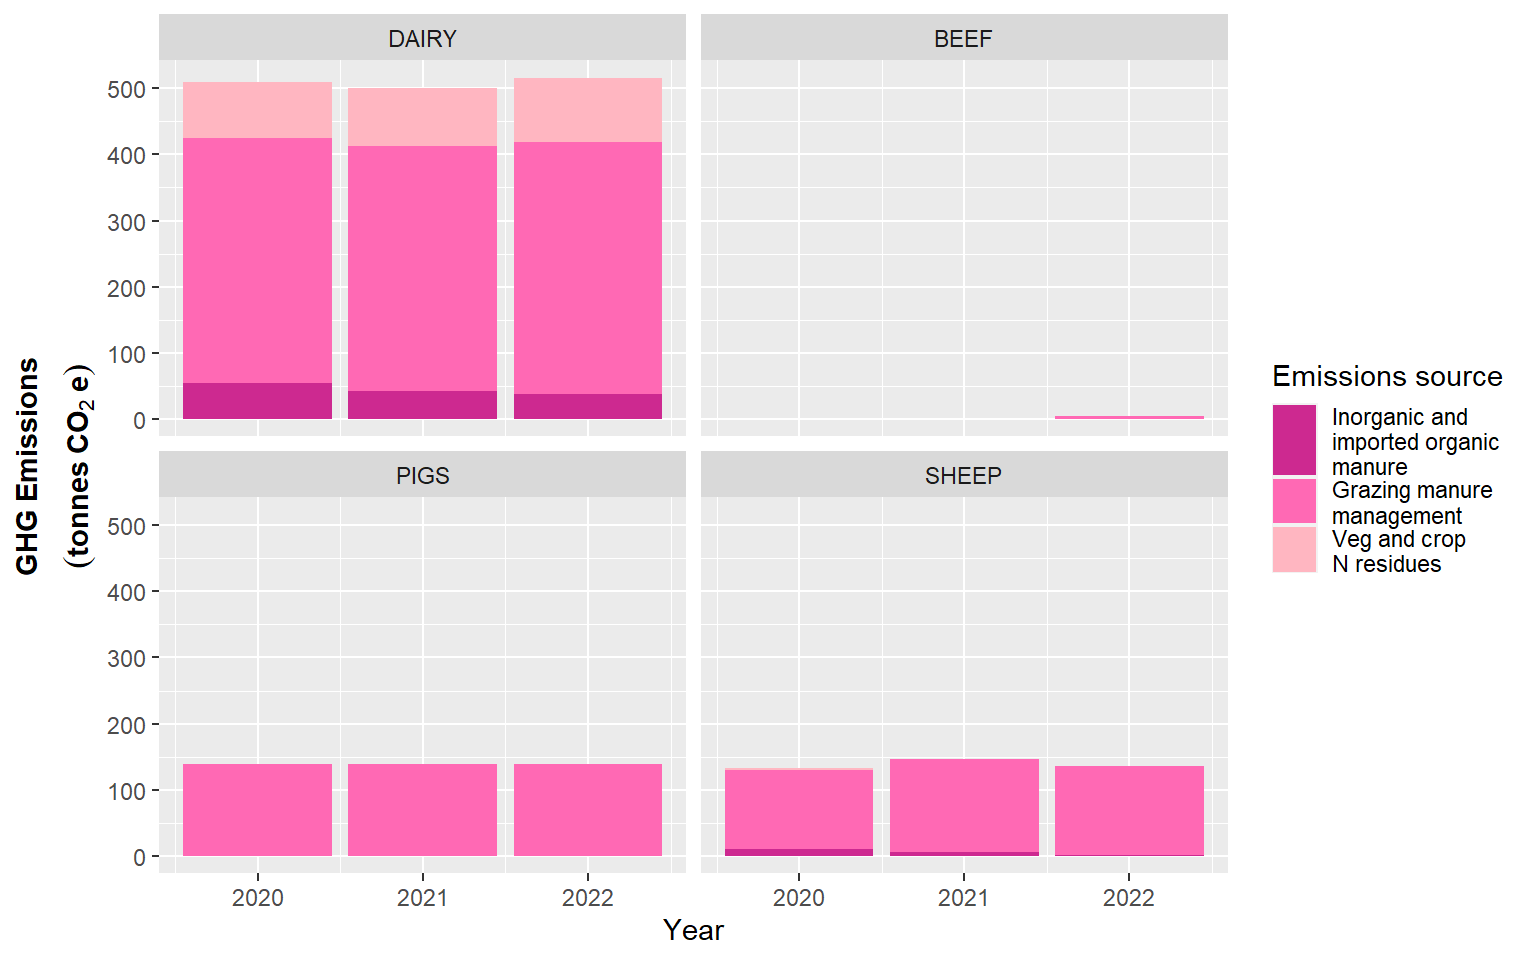 DAIRY
BEEF
500
400
300
200
100
0
PIGS
SHEEP
500
400
300
200
100
0
2020
2021
2022
2020
2021
2022
Year
GHG Emissions
(tonnes CO₂ e)
Emissions source
Inorganic and
imported organic
manure
Grazing manure
management
Veg and crop
N residues